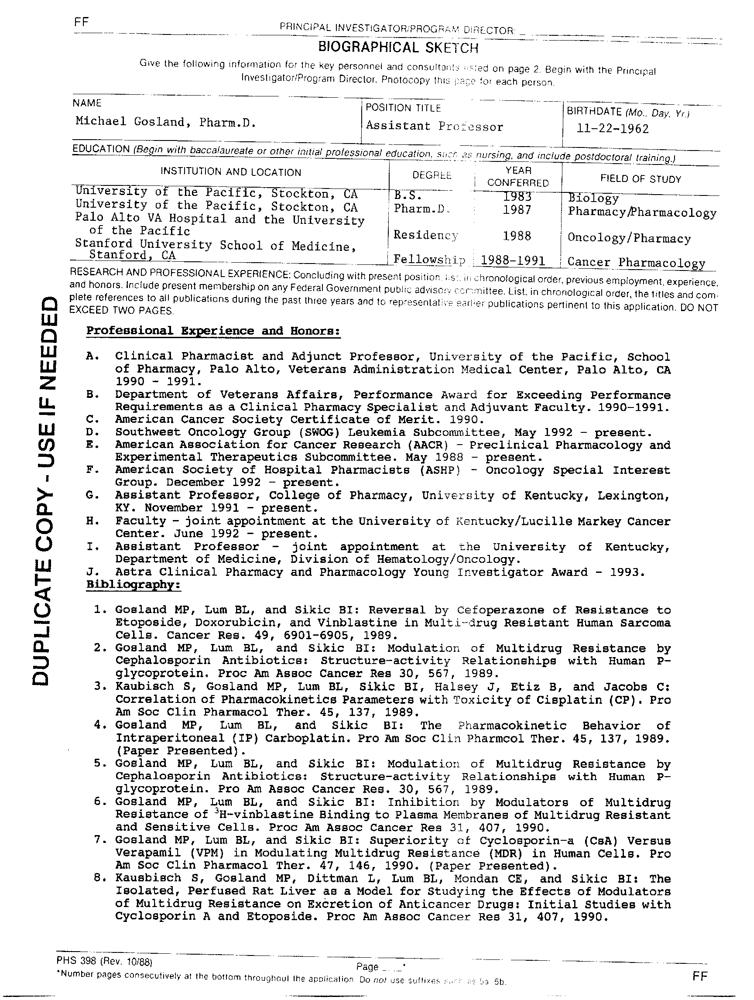 FF
PRINCIPAL INVESTIGATOR/PROGRAM DIRECTOR:
BIOGRAPHICAL SKETCH
Give the following information for the key personnel and consultants listed on page 2. Begin with the Principal
Investigator/Program Director. Photocopy this page for each person.
NAME
Michael Gosland, Pharm.D.
POSITION TITLE
Assistant Professor
BIRTHDATE (Mo., Day, Yr.)
11-22-1962
EDUCATION (Begin with baccalaureate or other initial professional education, such as nursing, and include postdoctoral training.)
INSTITUTION AND LOCATION DEGREE YEAR CONFERRED FIELD OF STUDY
University of the Pacific, Stockton, CA B.S. 1983 Biology
University of the Pacific, Stockton, CA Pharm.D. 1987 Pharmacy/Pharmacology
Palo Alto VA Hospital and the University
of the Pacific Residency 1988 Oncology/Pharmacy
Stanford University School of Medicine,
Stanford, CA Fellowship 1988-1991 Cancer Pharmacology
RESEARCH AND PROFESSIONAL EXPERIENCE: Concluding with present position, list, in chronological order, previous employment, experience,
and honors. Include present membership on any Federal Government public advisory committee. List, in chronological order, the titles and com-
plete references to all publications during the past three years and to representative earlier publications pertinent to this application. DO NOT
EXCEED TWO PAGES.
DUPLICATE COPY - USE IF NEEDED
Professional Experience and Honors:
A. Clinical Pharmacist and Adjunct Professor, University of the Pacific, School
of Pharmacy, Palo Alto, Veterans Administration Medical Center, Palo Alto, CA
1990 - 1991.
B. Department of Veterans Affairs, Performance Award for Exceeding Performance
Requirements as a Clinical Pharmacy Specialist and Adjuvant Faculty. 1990-1991.
C. American Cancer Society Certificate of Merit. 1990.
D. Southwest Oncology Group (SWOG) Leukemia Subcommittee, May 1992 - present.
E. American Association for Cancer Research (AACR) - Preclinical Pharmacology and
Experimental Therapeutics Subcommittee. May 1988 - present.
F. American Society of Hospital Pharmacists (ASHP) - Oncology Special Interest
Group. December 1992 - present.
G. Assistant Professor, College of Pharmacy, University of Kentucky, Lexington,
KY. November 1991 - present.
H. Faculty - joint appointment at the University of Kentucky/Lucille Markey Cancer
Center. June 1992 - present.
I. Assistant Professor - joint appointment at the University of Kentucky,
Department of Medicine, Division of Hematology/Oncology.
J. Astra Clinical Pharmacy and Pharmacology Young Investigator Award - 1993.
Bibliography:
1. Gosland MP, Lum BL, and Sikic BI: Reversal by Cefoperazone of Resistance to
Etoposide, Doxorubicin, and Vinblastine in Multi-drug Resistant Human Sarcoma
Cells. Cancer Res. 49, 6901-6905, 1989.
2. Gosland MP, Lum BL, and Sikic BI: Modulation of Multidrug Resistance by
Cephalosporin Antibiotics: Structure-activity Relationships with Human P-
glycoprotein. Proc Am Assoc Cancer Res 30, 567, 1989.
3. Kaubisch S, Gosland MP, Lum BL, Sikic BI, Halsey J, Etiz B, and Jacobs C:
Correlation of Pharmacokinetics Parameters with Toxicity of Cisplatin (CP). Pro
Am Soc Clin Pharmacol Ther. 45, 137, 1989.
4. Gosland MP, Lum BL, and Sikic BI: The Pharmacokinetic Behavior of
Intraperitoneal (IP) Carboplatin. Pro Am Soc Clin Pharmcol Ther. 45, 137, 1989.
(Paper Presented).
5. Gosland MP, Lum BL, and Sikic BI: Modulation of Multidrug Resistance by
Cephalosporin Antibiotics: Structure-activity Relationships with Human P-
glycoprotein. Pro Am Assoc Cancer Res. 30, 567, 1989.
6. Gosland MP, Lum BL, and Sikic BI: Inhibition by Modulators of Multidrug
Resistance of ³H-vinblastine Binding to Plasma Membranes of Multidrug Resistant
and Sensitive Cells. Proc Am Assoc Cancer Res 31, 407, 1990.
7. Gosland MP, Lum BL, and Sikic BI: Superiority of Cyclosporin-a (CsA) Versus
Verapamil (VPM) in Modulating Multidrug Resistance (MDR) in Human Cells. Pro
Am Soc Clin Pharmacol Ther. 47, 146, 1990. (Paper Presented).
8. Kausbisch S, Gosland MP, Dittman L, Lum BL, Mondan CE, and Sikic BI: The
Isolated, Perfused Rat Liver as a Model for Studying the Effects of Modulators
of Multidrug Resistance on Excretion of Anticancer Drugs: Initial Studies with
Cyclosporin A and Etoposide. Proc Am Assoc Cancer Res 31, 407, 1990.
PHS 398 (Rev. 10/88) Page *
*Number pages consecutively at the bottom throughout the application. Do not use suffixes such as 5a, 5b.
FF